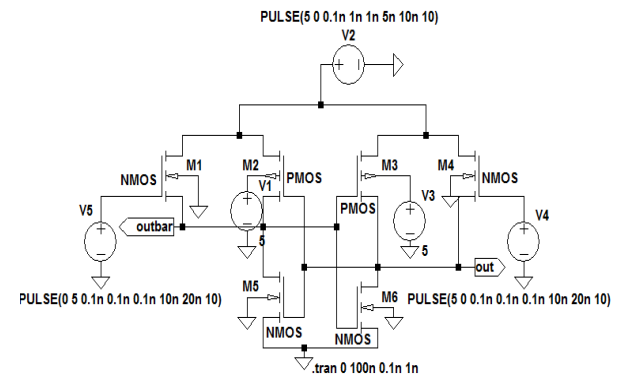 PULSE(5 0 0.1n 1n 1n 5n 10n 10)
V2
M1
M2
M3
M4
NMOS
PMOS
NMOS
V1
PMOS
V3
V5
V4
outbar
5
5
out
PULSE(0 5 0.1n 0.1n 0.1n 10n 20n 10)
M5
M6
PULSE(5 0 0.1n 0.1n 0.1n 10n 20n 10)
NMOS
NMOS
.tran 0 100n 0.1n 1n